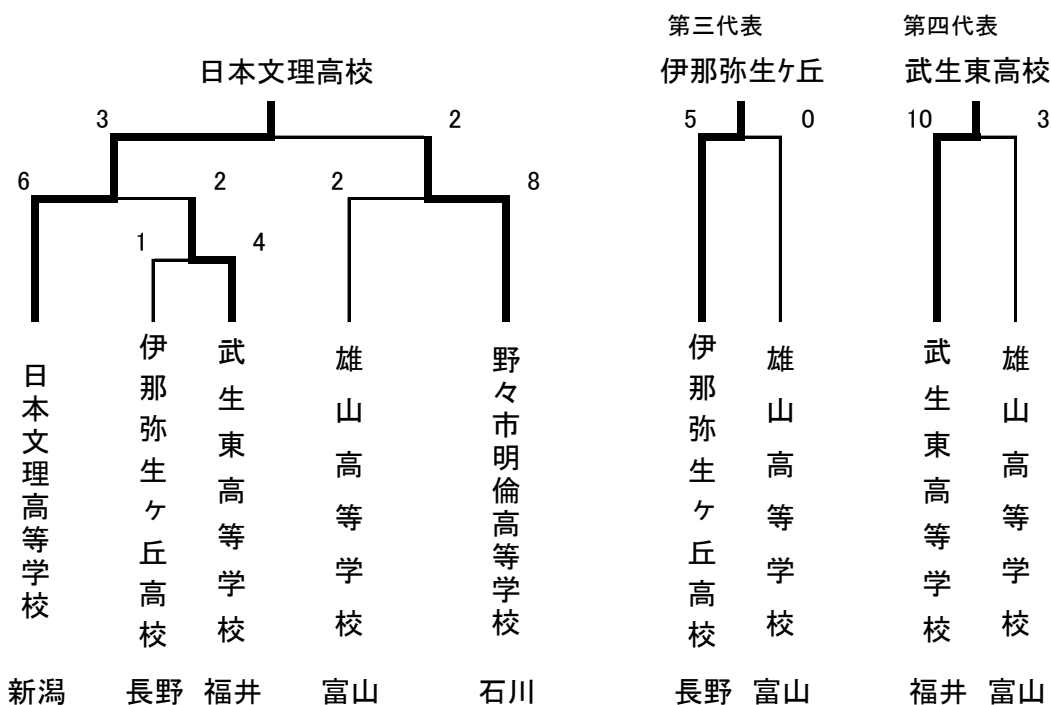 第三代表
第四代表
日本文理高校
伊那弥生ケ丘
武生東高校
3
2
5
0
10
3
6
2
2
8
1
4
日本文理高等学校
伊那弥生ヶ丘高校
武生東高等学校
雄山高等学校
野々市明倫高等学校
伊那弥生ヶ丘高校
雄山高等学校
武生東高等学校
雄山高等学校
新潟
長野
福井
富山
石川
長野
富山
福井
富山